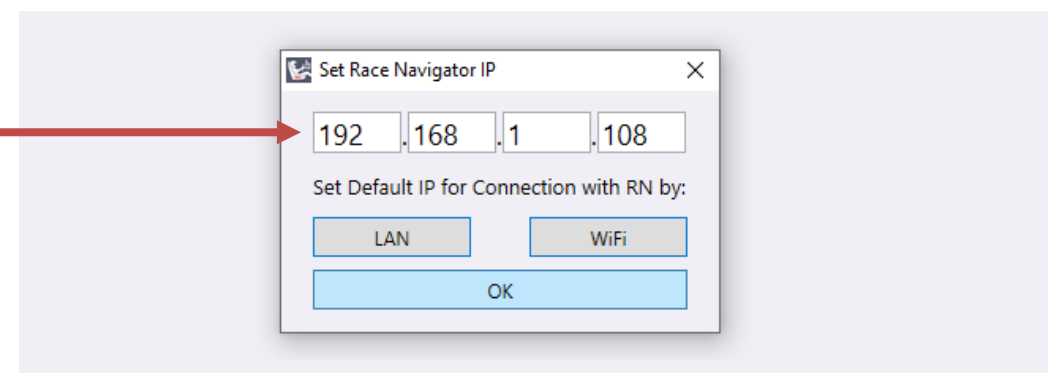 Set Race Navigator IP
192 .168 .1 .108
Set Default IP for Connection with RN by:
LAN WiFi
OK